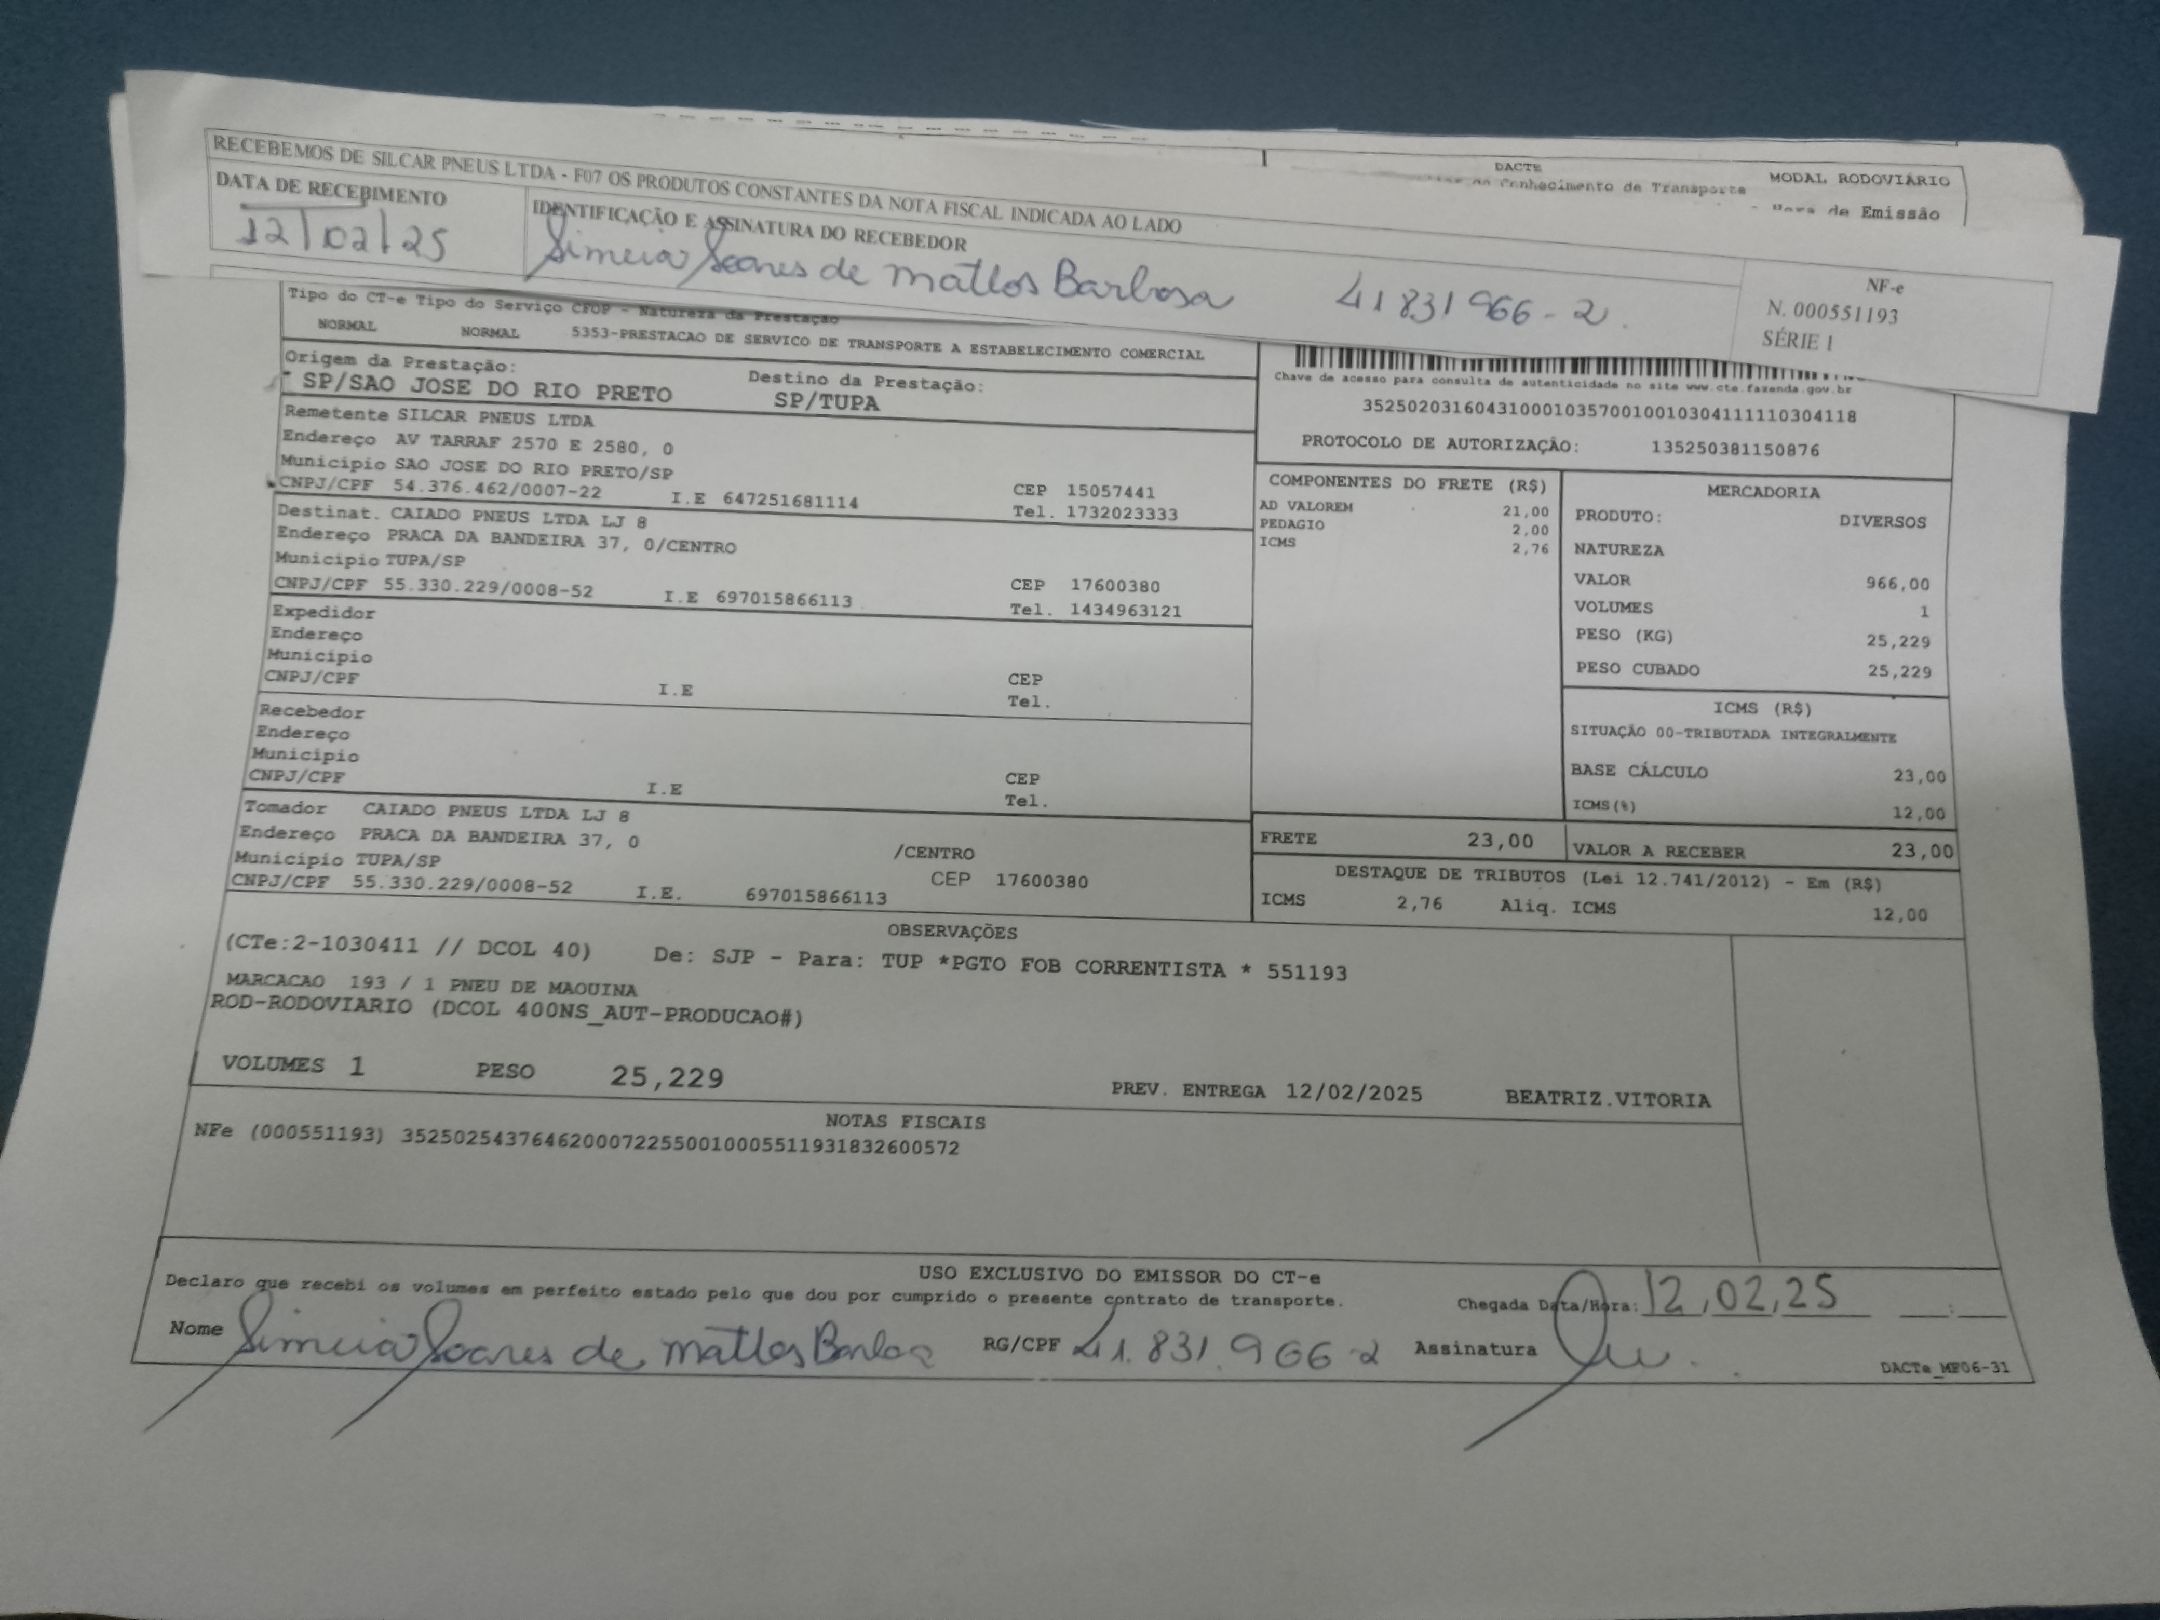 DACTE
MODAL RODOVIÁRIO
Conhecimento de Transporte
de Emissão
RECEBEMOS DE SILCAR PNEUS LTDA - F07 OS PRODUTOS CONSTANTES DA NOTA FISCAL INDICADA AO LADO
DATA DE RECEBIMENTO
IDENTIFICAÇÃO E ASSINATURA DO RECEBEDOR
12/02/25
Simeia Soares de Mattos Barbosa 41831966-2
NF-e
N. 000551193
SÉRIE 1
Tipo do CT-e Tipo do Serviço CFOP - Natureza da Prestação
NORMAL NORMAL 5353-PRESTACAO DE SERVICO DE TRANSPORTE A ESTABELECIMENTO COMERCIAL
Origem da Prestação: Destino da Prestação:
SP/SAO JOSE DO RIO PRETO SP/TUPA
Remetente SILCAR PNEUS LTDA
Endereço AV TARRAF 2570 E 2580, 0
Municipio SAO JOSE DO RIO PRETO/SP CEP 15057441
CNPJ/CPF 54.376.462/0007-22 I.E 647251681114 Tel. 1732023333
Destinat. CAIADO PNEUS LTDA LJ 8
Endereço PRACA DA BANDEIRA 37, 0/CENTRO
Municipio TUPA/SP CEP 17600380
CNPJ/CPF 55.330.229/0008-52 I.E 697015866113 Tel. 1434963121
Expedidor
Endereço
Municipio CEP
CNPJ/CPF I.E Tel.
Recebedor
Endereço
Municipio CEP
CNPJ/CPF I.E Tel.
Tomador CAIADO PNEUS LTDA LJ 8
Endereço PRACA DA BANDEIRA 37, 0 /CENTRO
Municipio TUPA/SP CEP 17600380
CNPJ/CPF 55.330.229/0008-52 I.E. 697015866113
Chave de acesso para consulta de autenticidade no site www.cte.fazenda.gov.br
35250203160431000103570010010304111110304118
PROTOCOLO DE AUTORIZAÇÃO: 135250381150876
COMPONENTES DO FRETE (R$)
AD VALOREM 21,00
PEDAGIO 2,00
ICMS 2,76
MERCADORIA
PRODUTO: DIVERSOS
NATUREZA
VALOR 966,00
VOLUMES 1
PESO (KG) 25,229
PESO CUBADO 25,229
ICMS (R$)
SITUAÇÃO 00-TRIBUTADA INTEGRALMENTE
BASE CÁLCULO 23,00
ICMS(%) 12,00
FRETE 23,00 VALOR A RECEBER 23,00
DESTAQUE DE TRIBUTOS (Lei 12.741/2012) - Em (R$)
ICMS 2,76 Aliq. ICMS 12,00
OBSERVAÇÕES
(CTe:2-1030411 // DCOL 40) De: SJP - Para: TUP *PGTO FOB CORRENTISTA * 551193
MARCACAO 193 / 1 PNEU DE MAQUINA
ROD-RODOVIARIO (DCOL 400NS_AUT-PRODUCAO#)
VOLUMES 1 PESO 25,229 PREV. ENTREGA 12/02/2025 BEATRIZ.VITORIA
NOTAS FISCAIS
NFe (000551193) 35250254376462000722550010005511931832600572
USO EXCLUSIVO DO EMISSOR DO CT-e
Declaro que recebi os volumes em perfeito estado pelo que dou por cumprido o presente contrato de transporte. Chegada Data/Hora: 12,02,25 __:__
Nome Simeia Soares de Mattos RG/CPF 41.831.966-2 Assinatura
DACTe_MF06-31